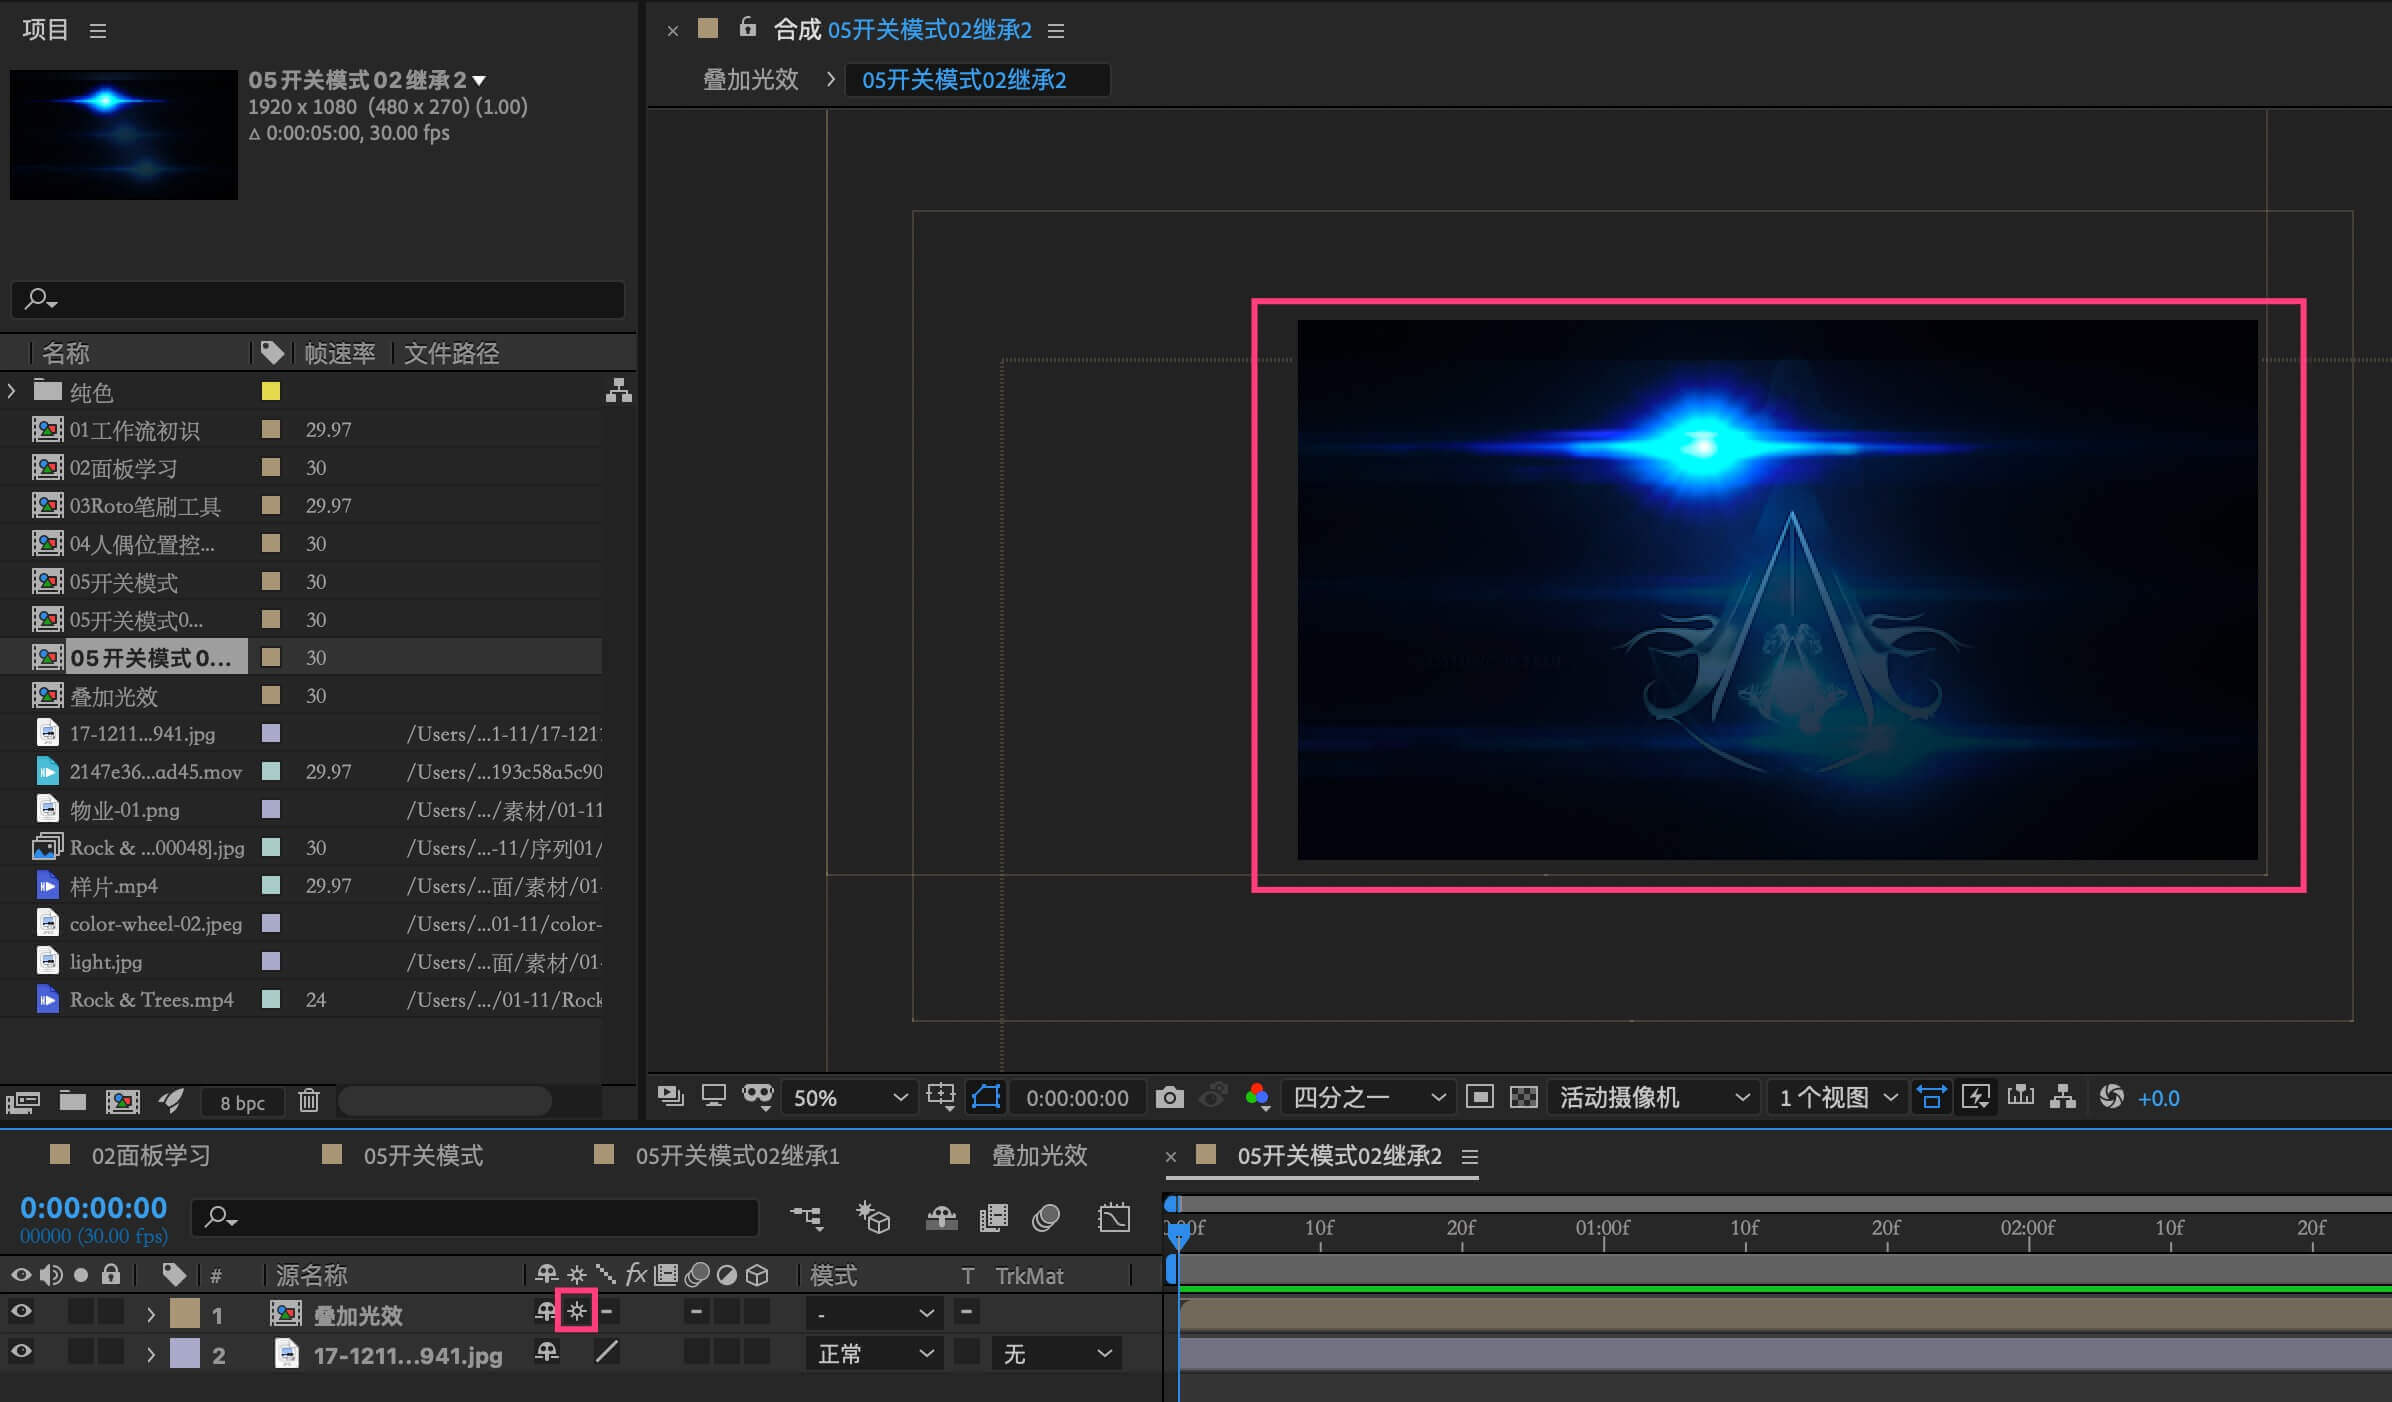 项目
05开关模式02继承2
1920 x 1080 (480 x 270) (1.00)
Δ 0:00:05:00, 30.00 fps
名称 帧速率 文件路径
纯色
01工作流初识 29.97
02面板学习 30
03Roto笔刷工具 29.97
04人偶位置控... 30
05开关模式 30
05开关模式0... 30
05开关模式0... 30
叠加光效 30
17-1211...941.jpg /Users/...1-11/17-1211
2147e36...ad45.mov 29.97 /Users/...193c58a5c90
物业-01.png /Users/.../素材/01-11
Rock & ...00048].jpg 30 /Users/...-11/序列01/
样片.mp4 29.97 /Users/...面/素材/01-
color-wheel-02.jpeg /Users/...01-11/color-
light.jpg /Users/...面/素材/01-
Rock & Trees.mp4 24 /Users/.../01-11/Rock
8 bpc
合成 05开关模式02继承2
叠加光效 05开关模式02继承2
50% 0:00:00:00 四分之一 活动摄像机 1个视图 +0.0
02面板学习 05开关模式 05开关模式02继承1 叠加光效 05开关模式02继承2
0:00:00:00
00000 (30.00 fps)
00f 10f 20f 01:00f 10f 20f 02:00f 10f 20f
# 源名称 fx 模式 T TrkMat
1 叠加光效 -
2 17-1211...941.jpg 正常 无